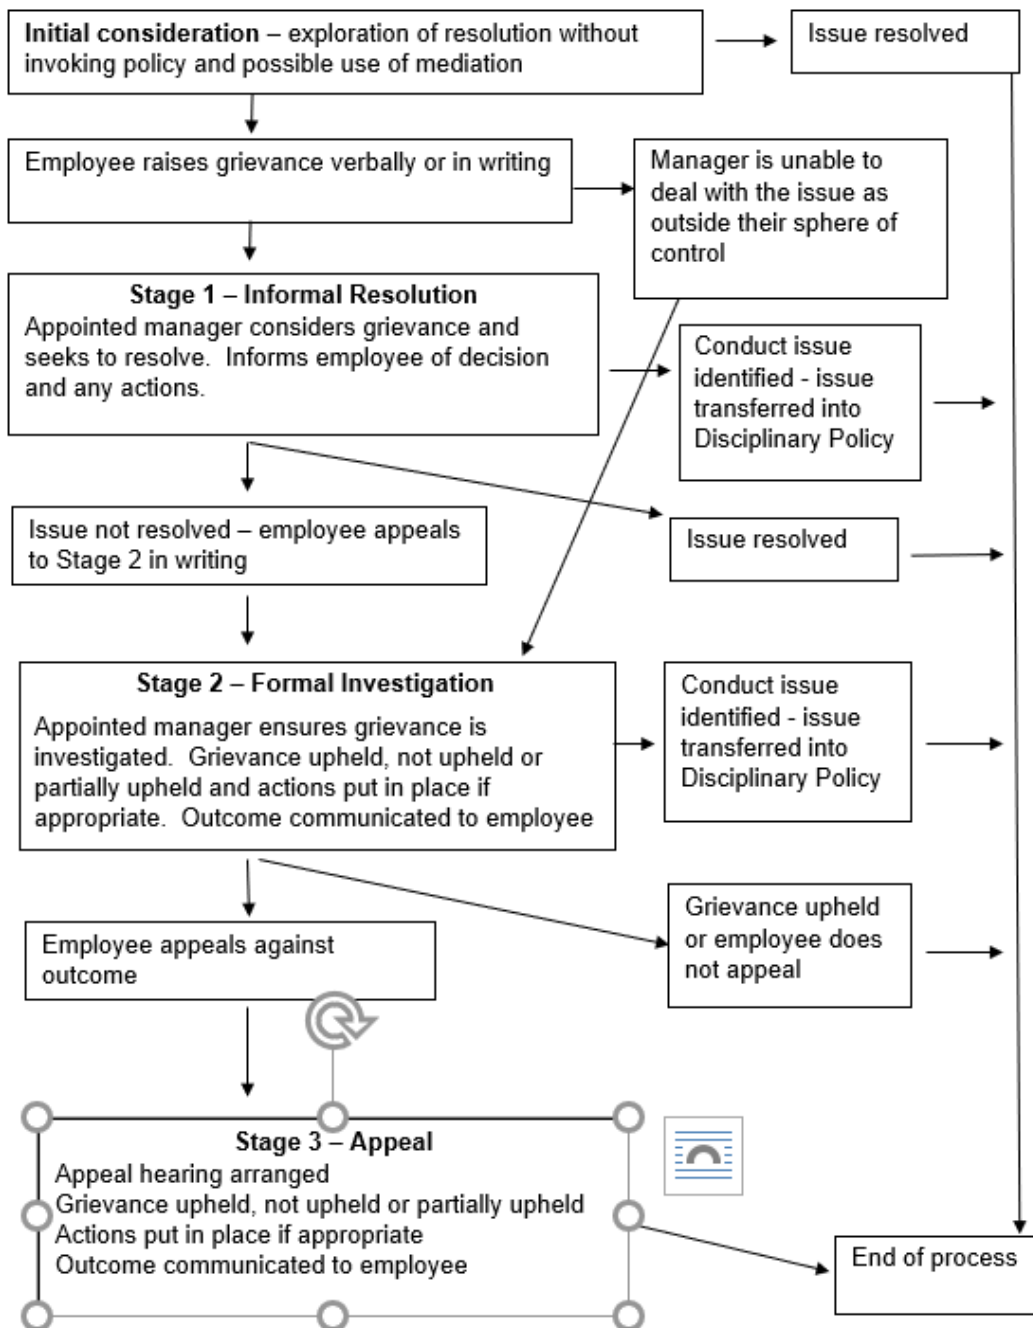 Initial consideration – exploration of resolution without
invoking policy and possible use of mediation
Issue resolved
Employee raises grievance verbally or in writing
Manager is unable to
deal with the issue as
outside their sphere of
control
Stage 1 – Informal Resolution
Appointed manager considers grievance and
seeks to resolve.  Informs employee of decision
and any actions.
Conduct issue
identified - issue
transferred into
Disciplinary Policy
Issue not resolved – employee appeals
to Stage 2 in writing
Issue resolved
Stage 2 – Formal Investigation
Appointed manager ensures grievance is
investigated.  Grievance upheld, not upheld or
partially upheld and actions put in place if
appropriate.  Outcome communicated to employee
Conduct issue
identified - issue
transferred into
Disciplinary Policy
Grievance upheld
or employee does
not appeal
Employee appeals against
outcome
Stage 3 – Appeal
Appeal hearing arranged
Grievance upheld, not upheld or partially upheld
Actions put in place if appropriate
Outcome communicated to employee
End of process